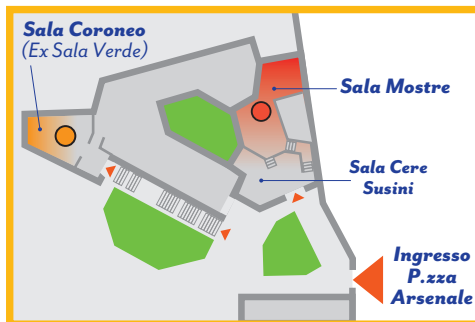 Sala Coroneo
(Ex Sala Verde)
Sala Mostre
Sala Cere
Susini
Ingresso
P.zza
Arsenale